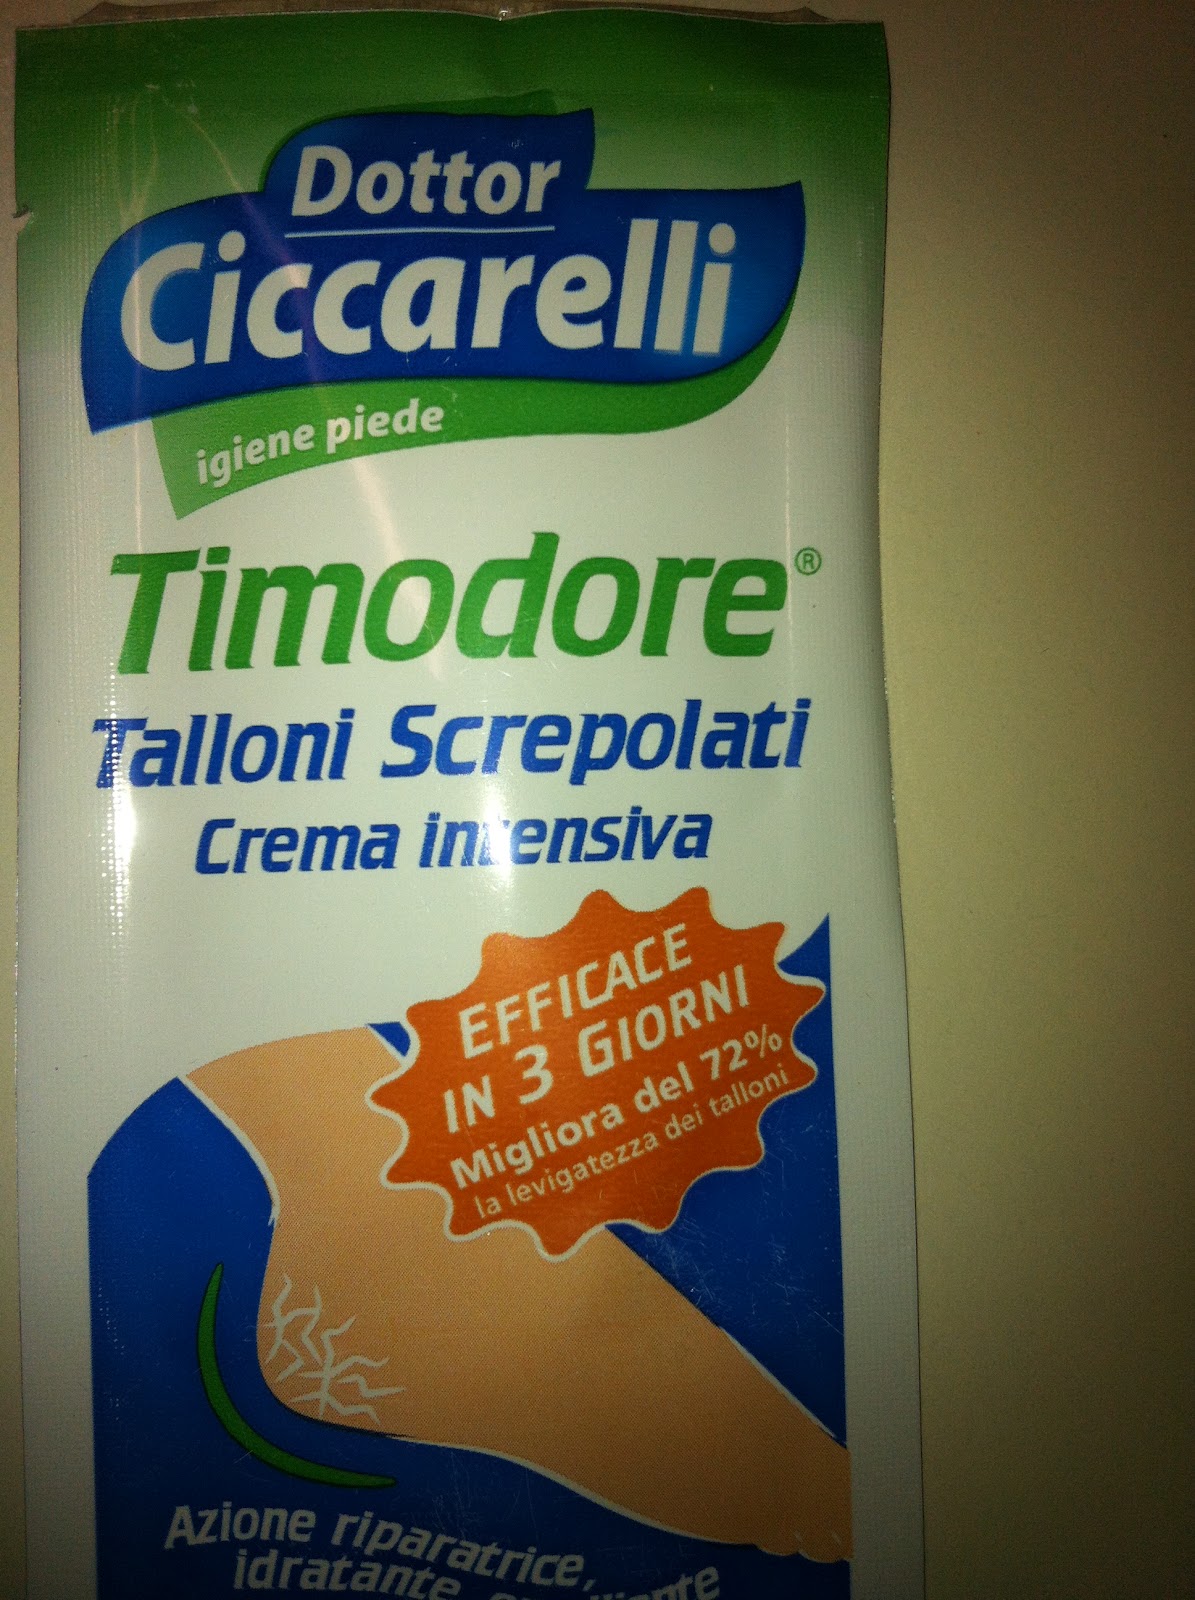 Dottor
Ciccarelli
igiene piede
Timodore®
Talloni Screpolati
Crema intensiva
EFFICACE
IN 3 GIORNI
Migliora del 72%
la levigatezza dei talloni
Azione riparatrice,
idratante